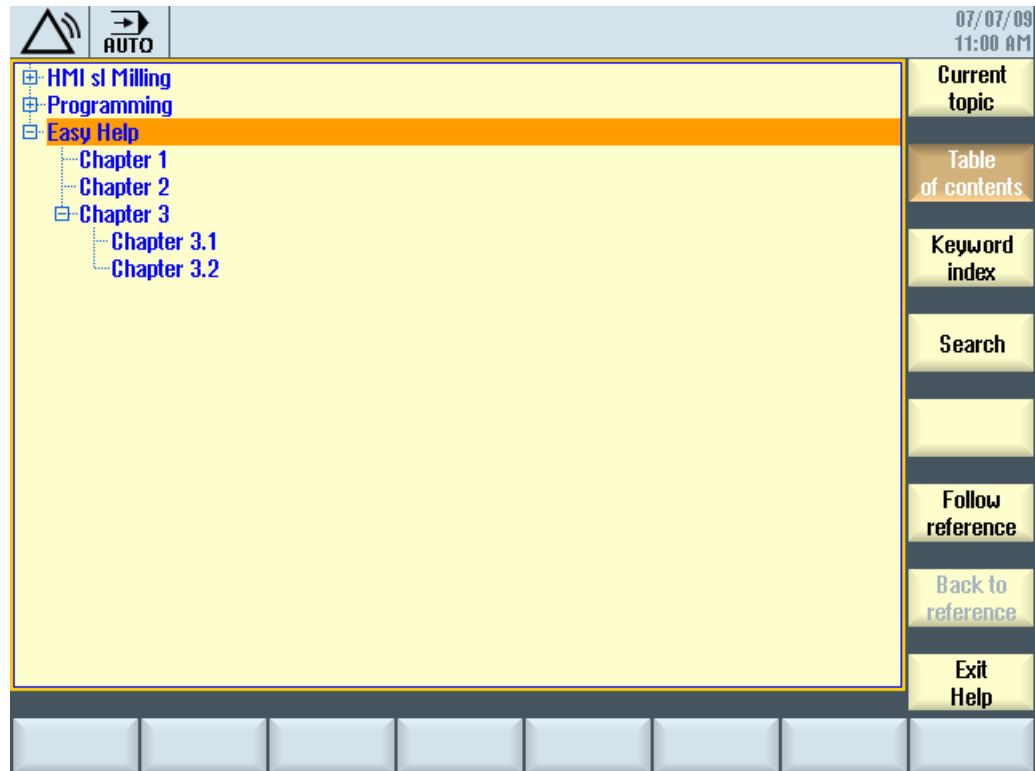 AUTO
07/07/09
11:00 AM
HMI sl Milling
Programming
Easy Help
Chapter 1
Chapter 2
Chapter 3
Chapter 3.1
Chapter 3.2
Current
topic
Table
of contents
Keyword
index
Search
Follow
reference
Back to
reference
Exit
Help